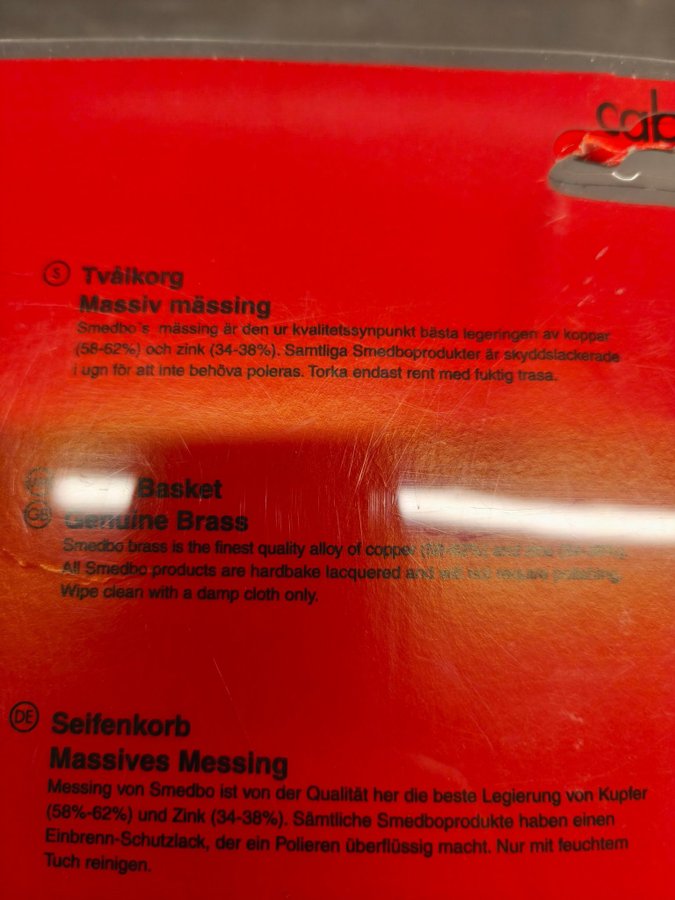 cab
S Tvålkorg
Massiv mässing
Smedbo s mässing är den ur kvalitetssynpunkt bästa legeringen av koppar
(58-62%) och zink (34-38%). Samtliga Smedboprodukter är skyddslackerade
i ugn för att inte behöva poleras. Torka endast rent med fuktig trasa.
Basket
Genuine Brass
Smedbo brass is the finest quality alloy of copper
All Smedbo products are hardbake lacquered and will not require polishing.
Wipe clean with a damp cloth only.
DE Seifenkorb
Massives Messing
Messing von Smedbo ist von der Qualität her die beste Legierung von Kupfer
(58%-62%) und Zink (34-38%). Sämtliche Smedboprodukte haben einen
Einbrenn-Schutzlack, der ein Polieren überflüssig macht. Nur mit feuchtem
Tuch reinigen.